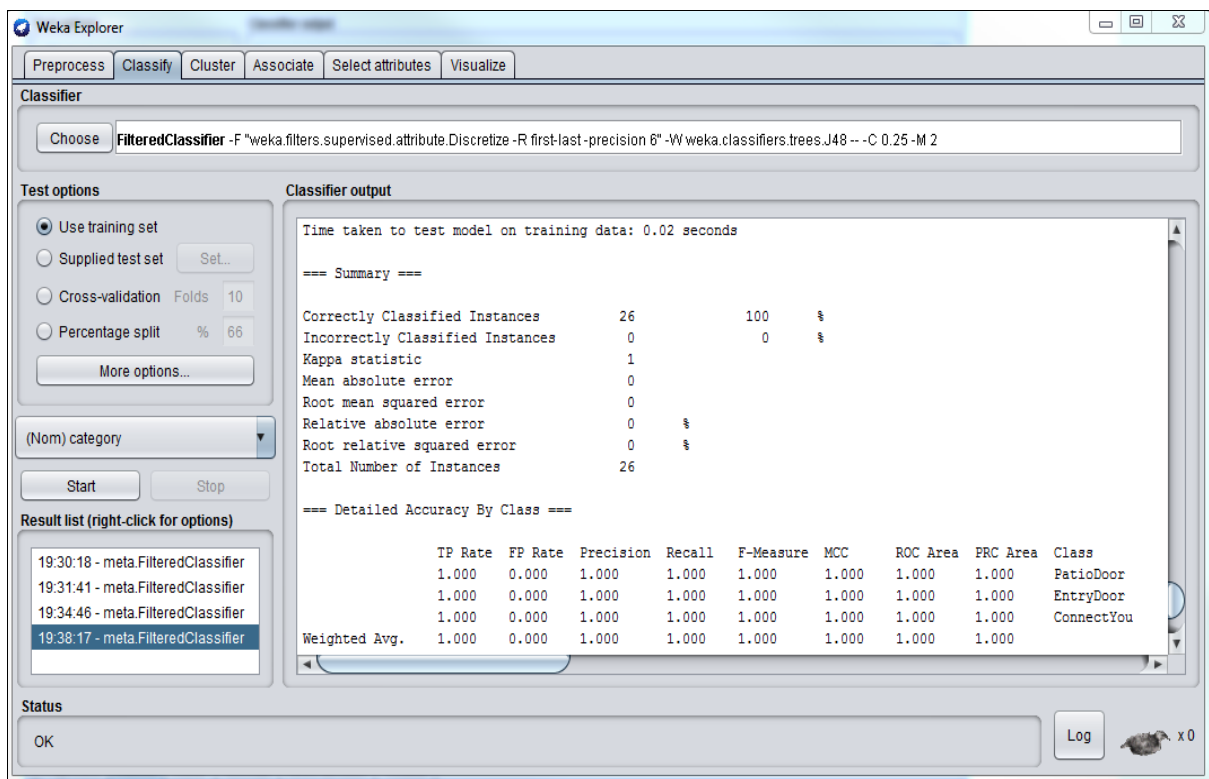 Weka Explorer
Preprocess Classify Cluster Associate Select attributes Visualize
Classifier
Choose FilteredClassifier -F "weka.filters.supervised.attribute.Discretize -R first-last -precision 6" -W weka.classifiers.trees.J48 -- -C 0.25 -M 2
Test options
Use training set
Supplied test set Set...
Cross-validation Folds 10
Percentage split % 66
More options...
(Nom) category
Start Stop
Result list (right-click for options)
19:30:18 - meta.FilteredClassifier
19:31:41 - meta.FilteredClassifier
19:34:46 - meta.FilteredClassifier
19:38:17 - meta.FilteredClassifier
Classifier output
Time taken to test model on training data: 0.02 seconds
=== Summary ===
Correctly Classified Instances 26 100 %
Incorrectly Classified Instances 0 0 %
Kappa statistic 1
Mean absolute error 0
Root mean squared error 0
Relative absolute error 0 %
Root relative squared error 0 %
Total Number of Instances 26
=== Detailed Accuracy By Class ===
TP Rate FP Rate Precision Recall F-Measure MCC ROC Area PRC Area Class
1.000 0.000 1.000 1.000 1.000 1.000 1.000 1.000 PatioDoor
1.000 0.000 1.000 1.000 1.000 1.000 1.000 1.000 EntryDoor
1.000 0.000 1.000 1.000 1.000 1.000 1.000 1.000 ConnectYou
Weighted Avg. 1.000 0.000 1.000 1.000 1.000 1.000 1.000 1.000
Status
OK
Log x 0